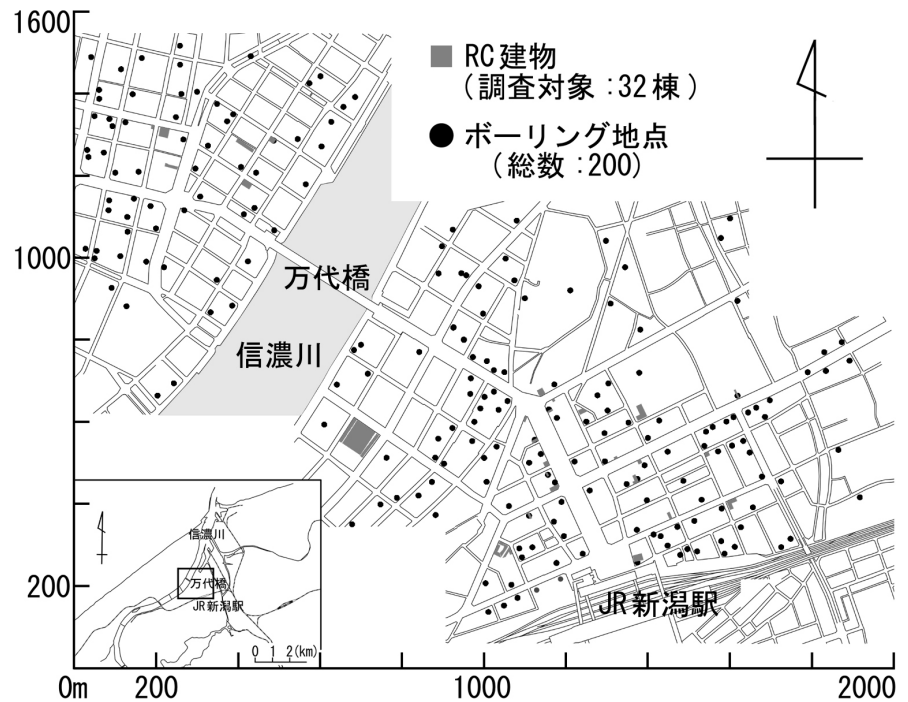 1600
RC建物
(調査対象:32棟)
ボーリング地点
(総数:200)
1000
万代橋
信濃川
信濃川
万代橋
JR新潟駅
0 1 2(km)
200
JR新潟駅
0m 200 1000 2000